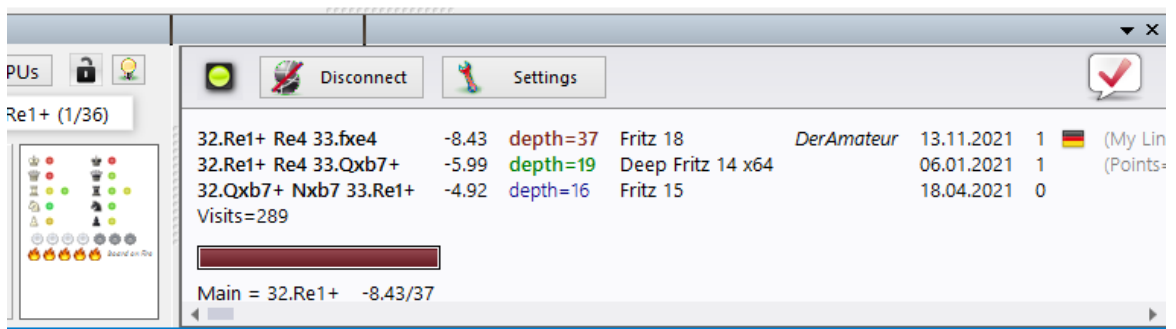 PUs
Disconnect
Settings
Re1+ (1/36)
32.Re1+ Re4 33.fxe4 -8.43 depth=37 Fritz 18 DerAmateur 13.11.2021 1 (My Lin
32.Re1+ Re4 33.Qxb7+ -5.99 depth=19 Deep Fritz 14 x64 06.01.2021 1 (Points=
32.Qxb7+ Nxb7 33.Re1+ -4.92 depth=16 Fritz 15 18.04.2021 0
Visits=289
board on Fire
Main = 32.Re1+ -8.43/37